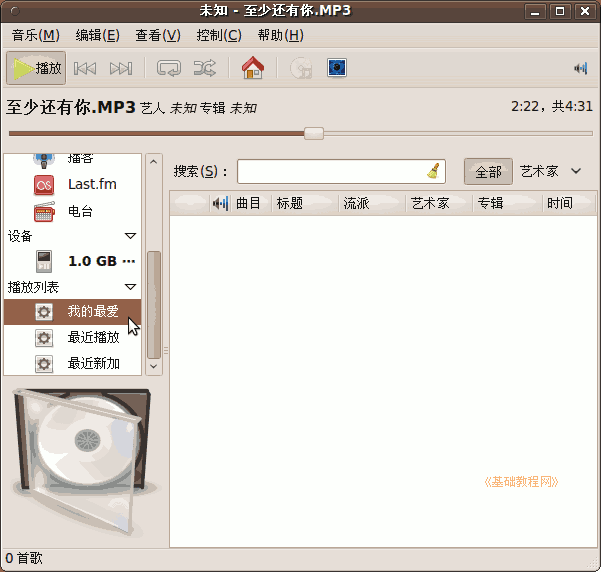 未知 - 至少还有你.MP3
音乐(M) 编辑(E) 查看(V) 控制(C) 帮助(H)
播放
至少还有你.MP3 艺人 未知 专辑 未知 2:22，共4:31
播客
搜索(S)： 全部 艺术家
Last.fm
电台
曲目 标题 流派 艺术家 专辑 时间
设备
1.0 GB ···
播放列表
我的最爱
最近播放
最近新加
《基础教程网》
0 首歌